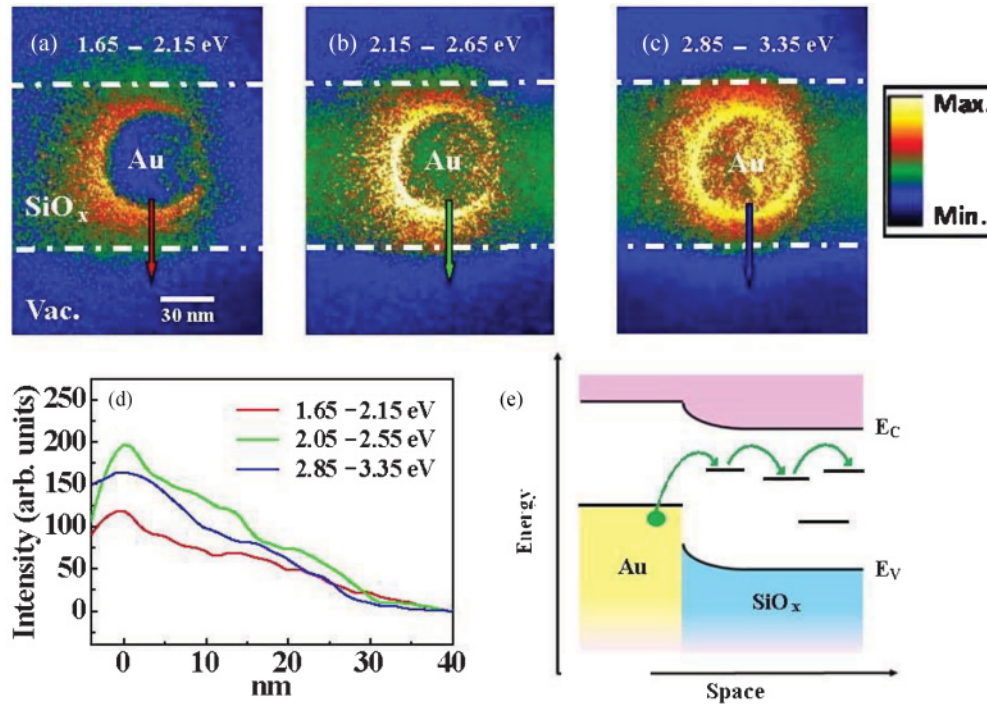 (a) 1.65 – 2.15 eV
Au
SiOx
Vac.
30 nm
(b) 2.15 – 2.65 eV
Au
(c) 2.85 – 3.35 eV
Au
Max.
Min.
(d)
Intensity (arb. units)
250
200
150
100
50
0
1.65 –2.15 eV
2.05 –2.55 eV
2.85 –3.35 eV
0 10 20 30 40
nm
(e)
Energy
EC
Au
EV
SiOx
Space